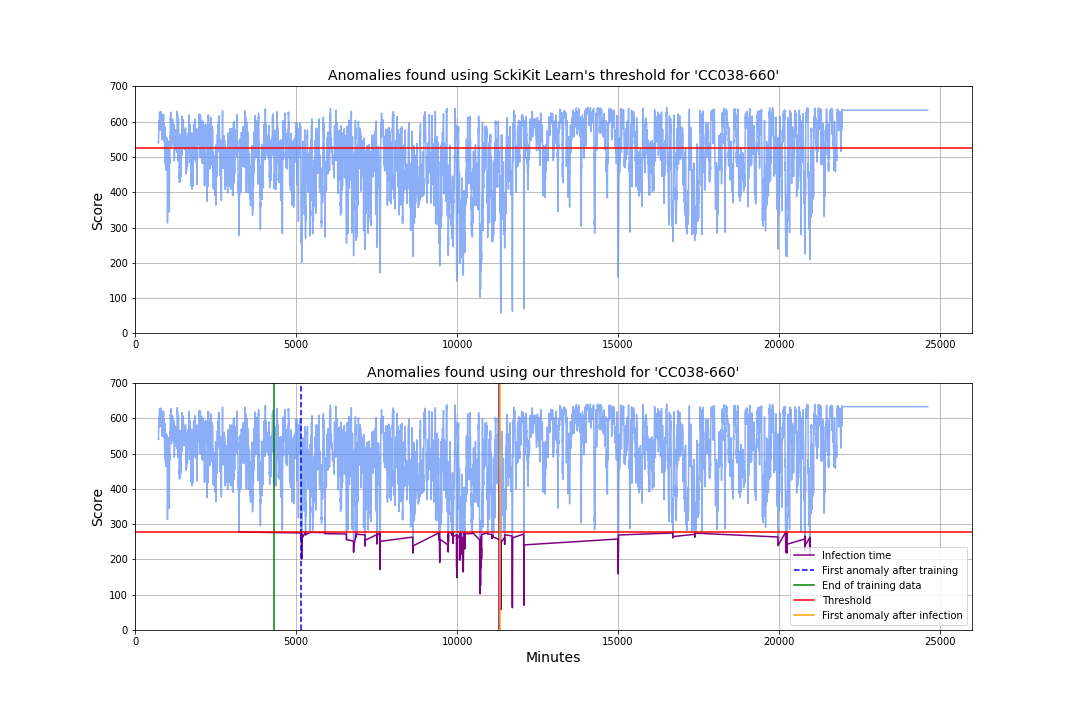 Anomalies found using SckiKit Learn's threshold for 'CC038-660'
700
600
500
400
300
200
100
0
Score
0 5000 10000 15000 20000 25000
Anomalies found using our threshold for 'CC038-660'
700
600
500
400
300
200
100
0
Score
Infection time
First anomaly after training
End of training data
Threshold
First anomaly after infection
0 5000 10000 15000 20000 25000
Minutes